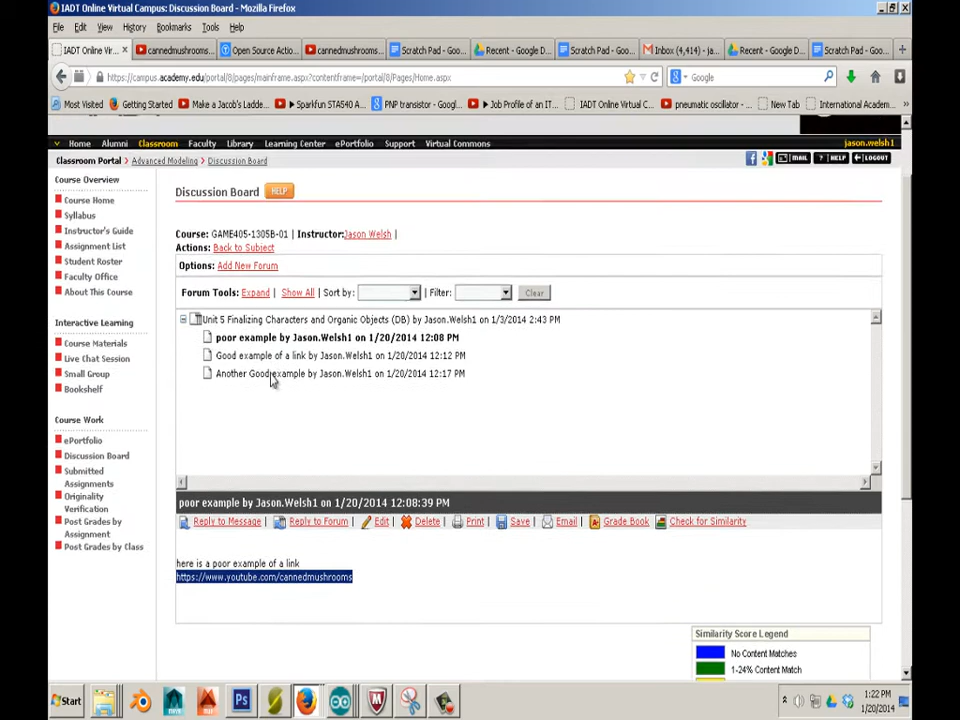 IADT Online Virtual Campus: Discussion Board - Mozilla Firefox
File Edit View History Bookmarks Tools Help
IADT Online Vir... × cannedmushrooms... Open Source Actio... cannedmushrooms... Scratch Pad - Goo... Recent - Google D... Scratch Pad - Goo... Inbox (4,414) - ja... Recent - Google D... Scratch Pad - Goo...
https://campus.academy.edu/portal/8/pages/mainframe.aspx?contentframe=/portal/8/Pages/Home.aspx Google
Most Visited Getting Started Make a Jacob's Ladde... Sparkfun STA540 A... PNP transistor - Googl... Job Profile of an IT... IADT Online Virtual C... pneumatic oscillator - ... New Tab International Academ... »
Home Alumni Classroom Faculty Library Learning Center ePortfolio Support Virtual Commons jason.welsh1
Classroom Portal | Advanced Modeling > Discussion Board MAIL ? HELP LOGOUT
Course Overview
Course Home
Syllabus
Instructor's Guide
Assignment List
Student Roster
Faculty Office
About This Course
Interactive Learning
Course Materials
Live Chat Session
Small Group
Bookshelf
Course Work
ePortfolio
Discussion Board
Submitted
Assignments
Originality
Verification
Post Grades by
Assignment
Post Grades by Class
Discussion Board HELP
Course: GAME405-1305B-01 | Instructor:Jason Welsh |
Actions: Back to Subject
Options: Add New Forum
Forum Tools: Expand | Show All | Sort by: | Filter: Clear
Unit 5 Finalizing Characters and Organic Objects (DB) by Jason.Welsh1 on 1/3/2014 2:43 PM
poor example by Jason.Welsh1 on 1/20/2014 12:08 PM
Good example of a link by Jason.Welsh1 on 1/20/2014 12:12 PM
Another Good example by Jason.Welsh1 on 1/20/2014 12:17 PM
poor example by Jason.Welsh1 on 1/20/2014 12:08:39 PM
Reply to Message | Reply to Forum | Edit | Delete | Print | Save | Email | Grade Book | Check for Similarity
here is a poor example of a link
https://www.youtube.com/cannedmushrooms
Similarity Score Legend
No Content Matches
1-24% Content Match
Start Ps 1:22 PM
1/20/2014